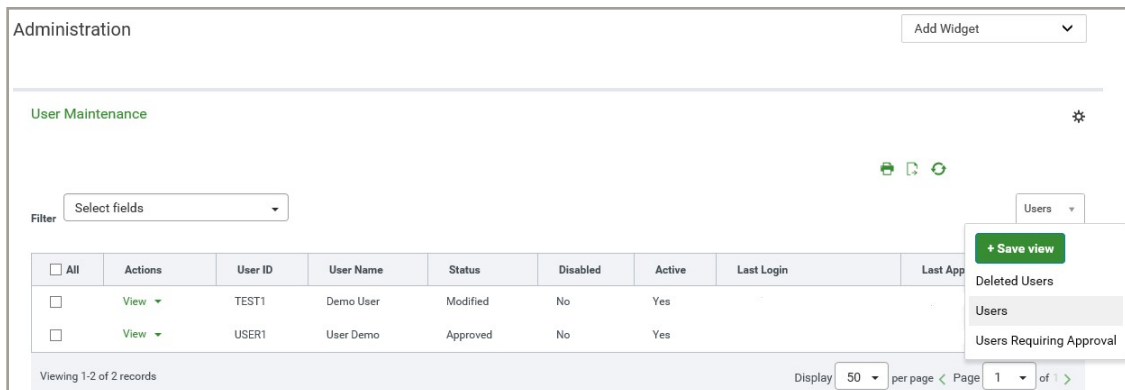 Administration
Add Widget
User Maintenance
Filter
Select fields
Users
+ Save view
Deleted Users
Users
Users Requiring Approval
All Actions User ID User Name Status Disabled Active Last Login Last App
View TEST1 Demo User Modified No Yes
View USER1 User Demo Approved No Yes
Viewing 1-2 of 2 records
Display 50 per page < Page 1 of 1 >